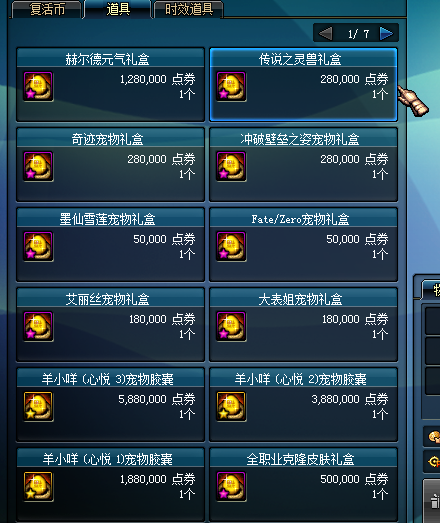 复活币 道具 时效道具
1/ 7
赫尔德元气礼盒
1,280,000 点券
1个
传说之灵兽礼盒
280,000 点券
1个
奇迹宠物礼盒
280,000 点券
1个
冲破壁垒之姿宠物礼盒
280,000 点券
1个
墨仙雪莲宠物礼盒
50,000 点券
1个
Fate/Zero宠物礼盒
50,000 点券
1个
艾丽丝宠物礼盒
180,000 点券
1个
大表姐宠物礼盒
180,000 点券
1个
羊小咩 (心悦 3)宠物胶囊
5,880,000 点券
1个
羊小咩 (心悦 2)宠物胶囊
3,880,000 点券
1个
羊小咩 (心悦 1)宠物胶囊
1,880,000 点券
1个
全职业克隆皮肤礼盒
500,000 点券
1个